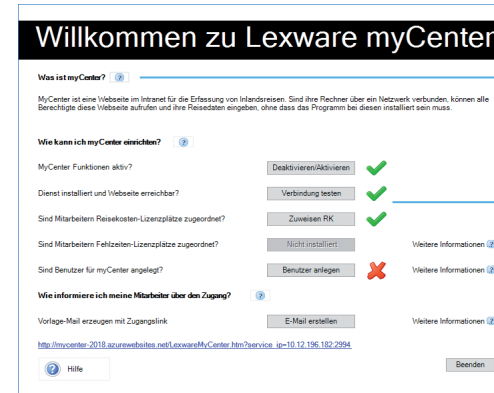 Willkommen zu Lexware myCenter
Was ist myCenter?
MyCenter ist eine Webseite im Intranet für die Erfassung von Inlandsreisen. Sind ihre Rechner über ein Netzwerk verbunden, können alle
Berechtigte diese Webseite aufrufen und ihre Reisedaten eingeben, ohne dass das Programm bei diesen installiert sein muss.
Wie kann ich myCenter einrichten?
MyCenter Funktionen aktiv? Deaktivieren/Aktivieren
Dienst installiert und Webseite erreichbar? Verbindung testen
Sind Mitarbeitern Reisekosten-Lizenzplätze zugeordnet? Zuweisen RK
Sind Mitarbeitern Fehlzeiten-Lizenzplätze zugeordnet? Nicht installiert Weitere Informationen
Sind Benutzer für myCenter angelegt? Benutzer anlegen Weitere Informationen
Wie informiere ich meine Mitarbeiter über den Zugang?
Vorlage-Mail erzeugen mit Zugangslink E-Mail erstellen Weitere Informationen
http://mycenter-2018.azurewebsites.net/LexwareMyCenter.htm?service_ip=10.12.196.182:2994
Hilfe Beenden